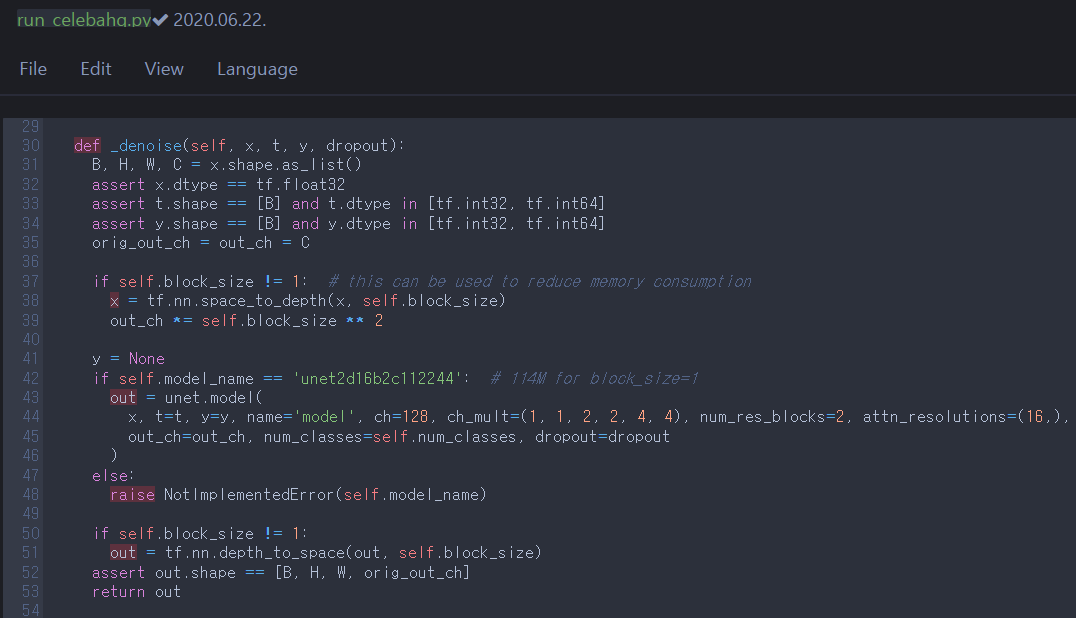 run_celebahq.py✔ 2020.06.22.
File Edit View Language
29
30 def _denoise(self, x, t, y, dropout):
31 B, H, W, C = x.shape.as_list()
32 assert x.dtype == tf.float32
33 assert t.shape == [B] and t.dtype in [tf.int32, tf.int64]
34 assert y.shape == [B] and y.dtype in [tf.int32, tf.int64]
35 orig_out_ch = out_ch = C
36
37 if self.block_size != 1: # this can be used to reduce memory consumption
38 x = tf.nn.space_to_depth(x, self.block_size)
39 out_ch *= self.block_size ** 2
40
41 y = None
42 if self.model_name == 'unet2d16b2c112244': # 114M for block_size=1
43 out = unet.model(
44 x, t=t, y=y, name='model', ch=128, ch_mult=(1, 1, 2, 2, 4, 4), num_res_blocks=2, attn_resolutions=(16,),
45 out_ch=out_ch, num_classes=self.num_classes, dropout=dropout
46 )
47 else:
48 raise NotImplementedError(self.model_name)
49
50 if self.block_size != 1:
51 out = tf.nn.depth_to_space(out, self.block_size)
52 assert out.shape == [B, H, W, orig_out_ch]
53 return out
54